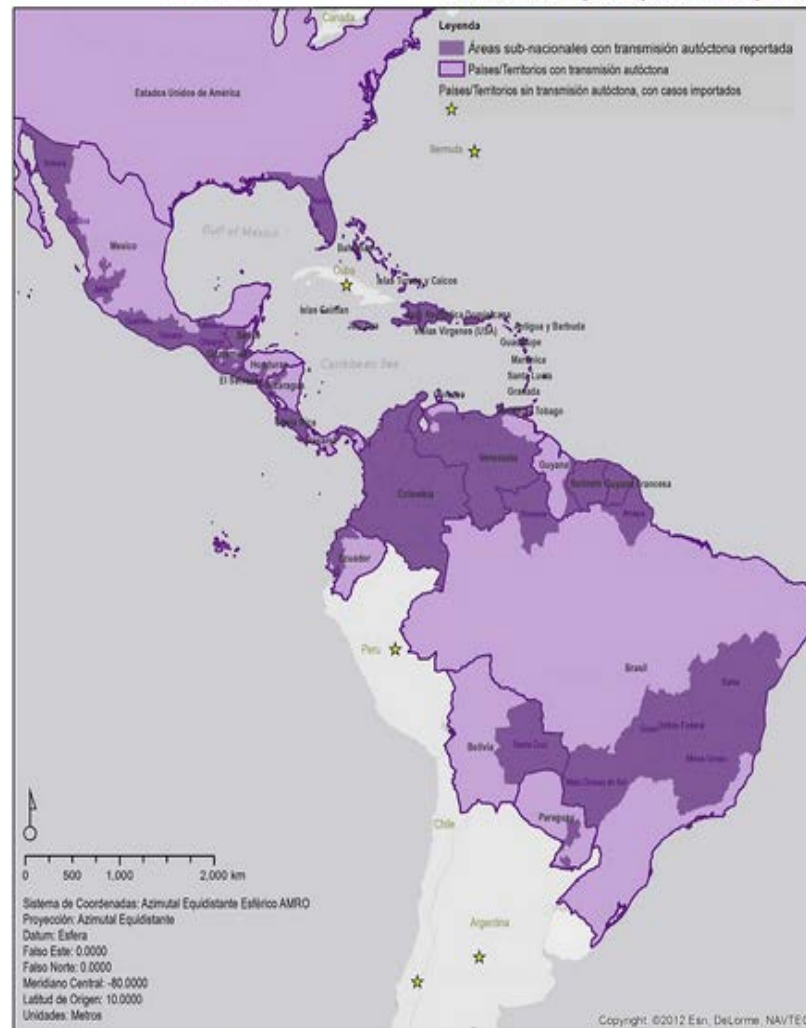 Canada
Leyenda
Áreas sub-nacionales con transmisión autóctona reportada
Países/Territorios con transmisión autóctona
Países/Territorios sin transmisión autóctona, con casos importados
Estados Unidos de América
Bermuda
Gulf of Mexico
Mexico
Cuba
Islas Turcas y Caicos
Islas Caimán
Vírgenes (USA)
Antigua y Barbuda
Guadalupe
Martinica
Santa Lucia
Granada
Tobago
Caribbean Sea
Honduras
El Salvador
Nicaragua
Venezuela
Guyana
Francesa
Colombia
Ecuador
Peru
Brasil
Bahia
Distrito Federal
Minas Gerais
Bolivia
Santa Cruz
Mato Grosso do Sul
Paraguay
Chile
Argentina
0 500 1,000 2,000 km
Sistema de Coordenadas: Azimutal Equidistante Esférico AMRO
Proyección: Azimutal Equidistante
Datum: Esfera
Falso Este: 0.0000
Falso Norte: 0.0000
Meridiano Central: -80.0000
Latitud de Origen: 10.0000
Unidades: Metros
Copyright: ©2012 Esri, DeLorme, NAVTEQ